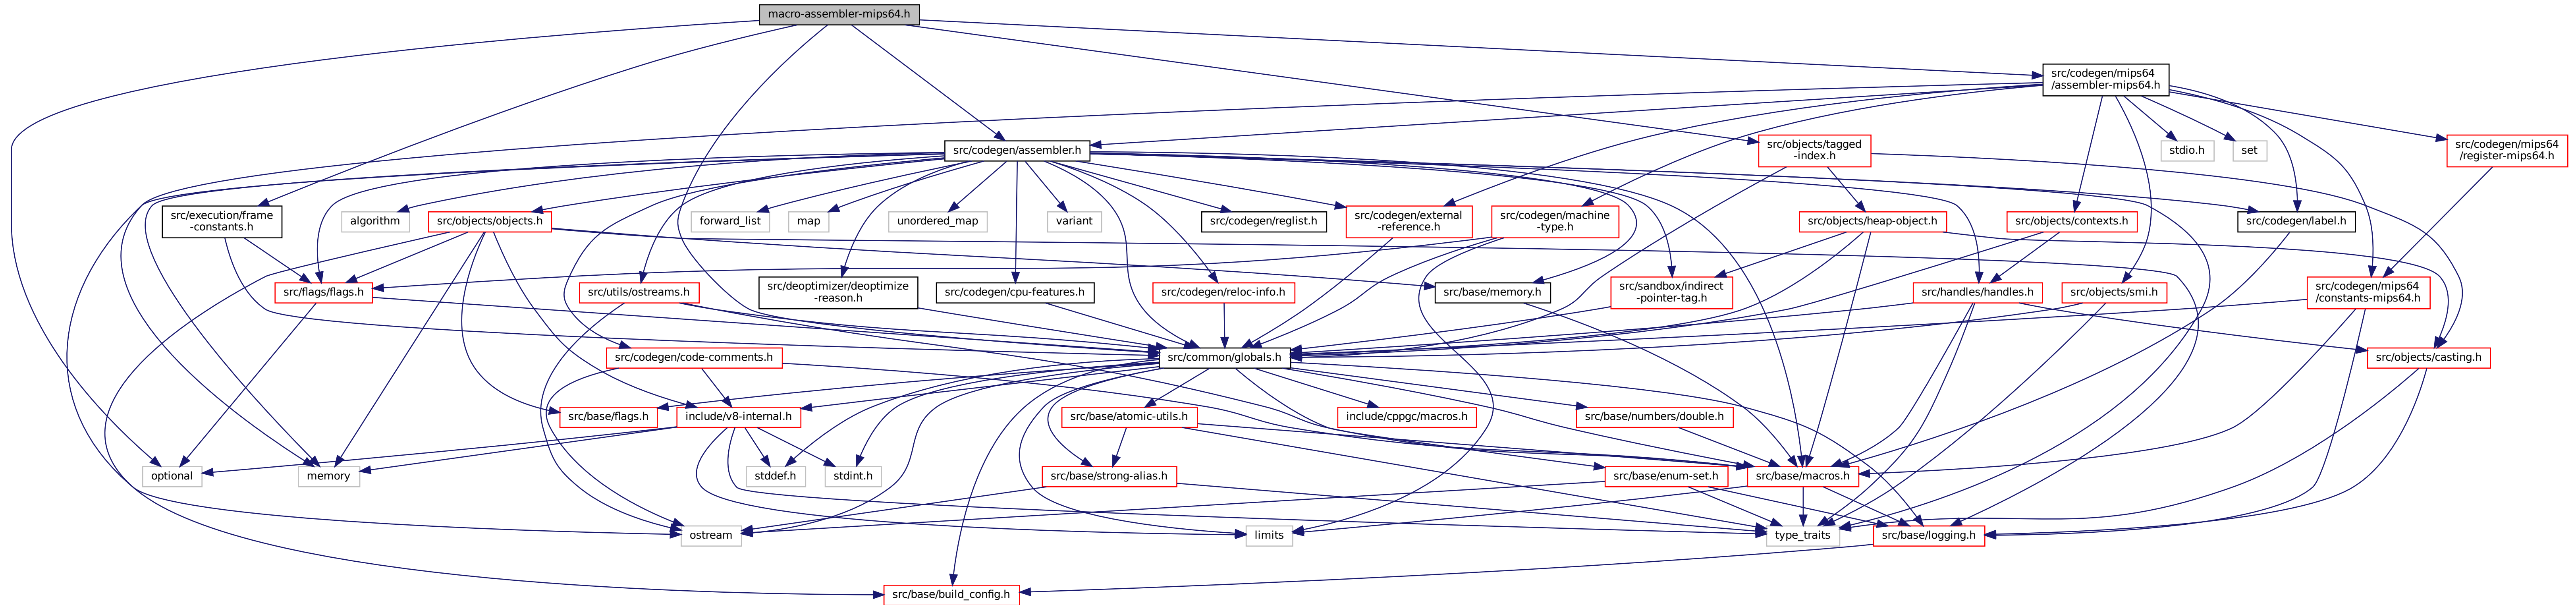 macro-assembler-mips64.h
src/codegen/mips64
/assembler-mips64.h
src/codegen/assembler.h
src/objects/tagged
-index.h
stdio.h
set
src/codegen/mips64
/register-mips64.h
src/execution/frame
-constants.h
algorithm
src/objects/objects.h
forward_list
map
unordered_map
variant
src/codegen/reglist.h
src/codegen/external
-reference.h
src/codegen/machine
-type.h
src/objects/heap-object.h
src/objects/contexts.h
src/codegen/label.h
src/flags/flags.h
src/utils/ostreams.h
src/deoptimizer/deoptimize
-reason.h
src/codegen/cpu-features.h
src/codegen/reloc-info.h
src/base/memory.h
src/sandbox/indirect
-pointer-tag.h
src/handles/handles.h
src/objects/smi.h
src/codegen/mips64
/constants-mips64.h
src/codegen/code-comments.h
src/common/globals.h
src/objects/casting.h
src/base/flags.h
include/v8-internal.h
src/base/atomic-utils.h
include/cppgc/macros.h
src/base/numbers/double.h
optional
memory
stddef.h
stdint.h
src/base/strong-alias.h
src/base/enum-set.h
src/base/macros.h
ostream
limits
type_traits
src/base/logging.h
src/base/build_config.h